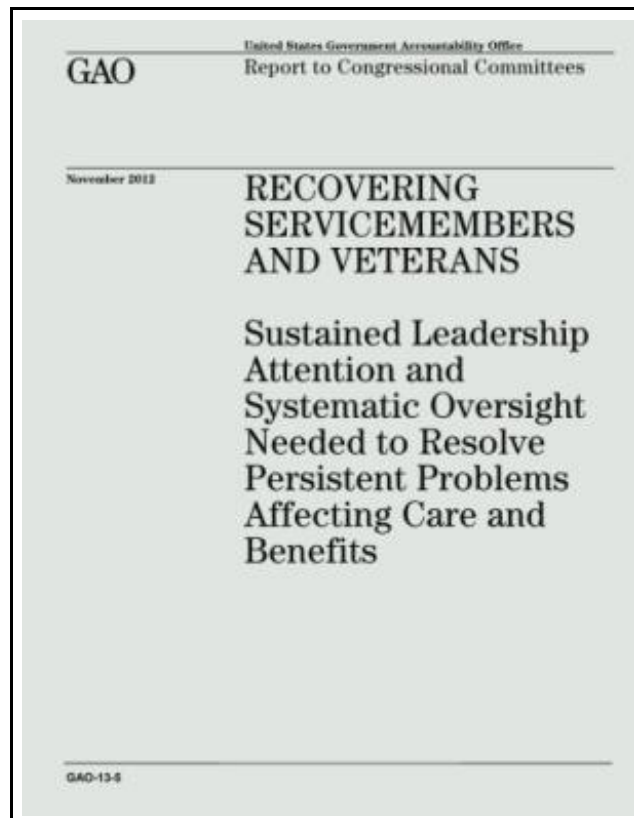 United States Government Accountability Office
GAO
Report to Congressional Committees
November 2012
RECOVERING
SERVICEMEMBERS
AND VETERANS
Sustained Leadership
Attention and
Systematic Oversight
Needed to Resolve
Persistent Problems
Affecting Care and
Benefits
GAO-13-5